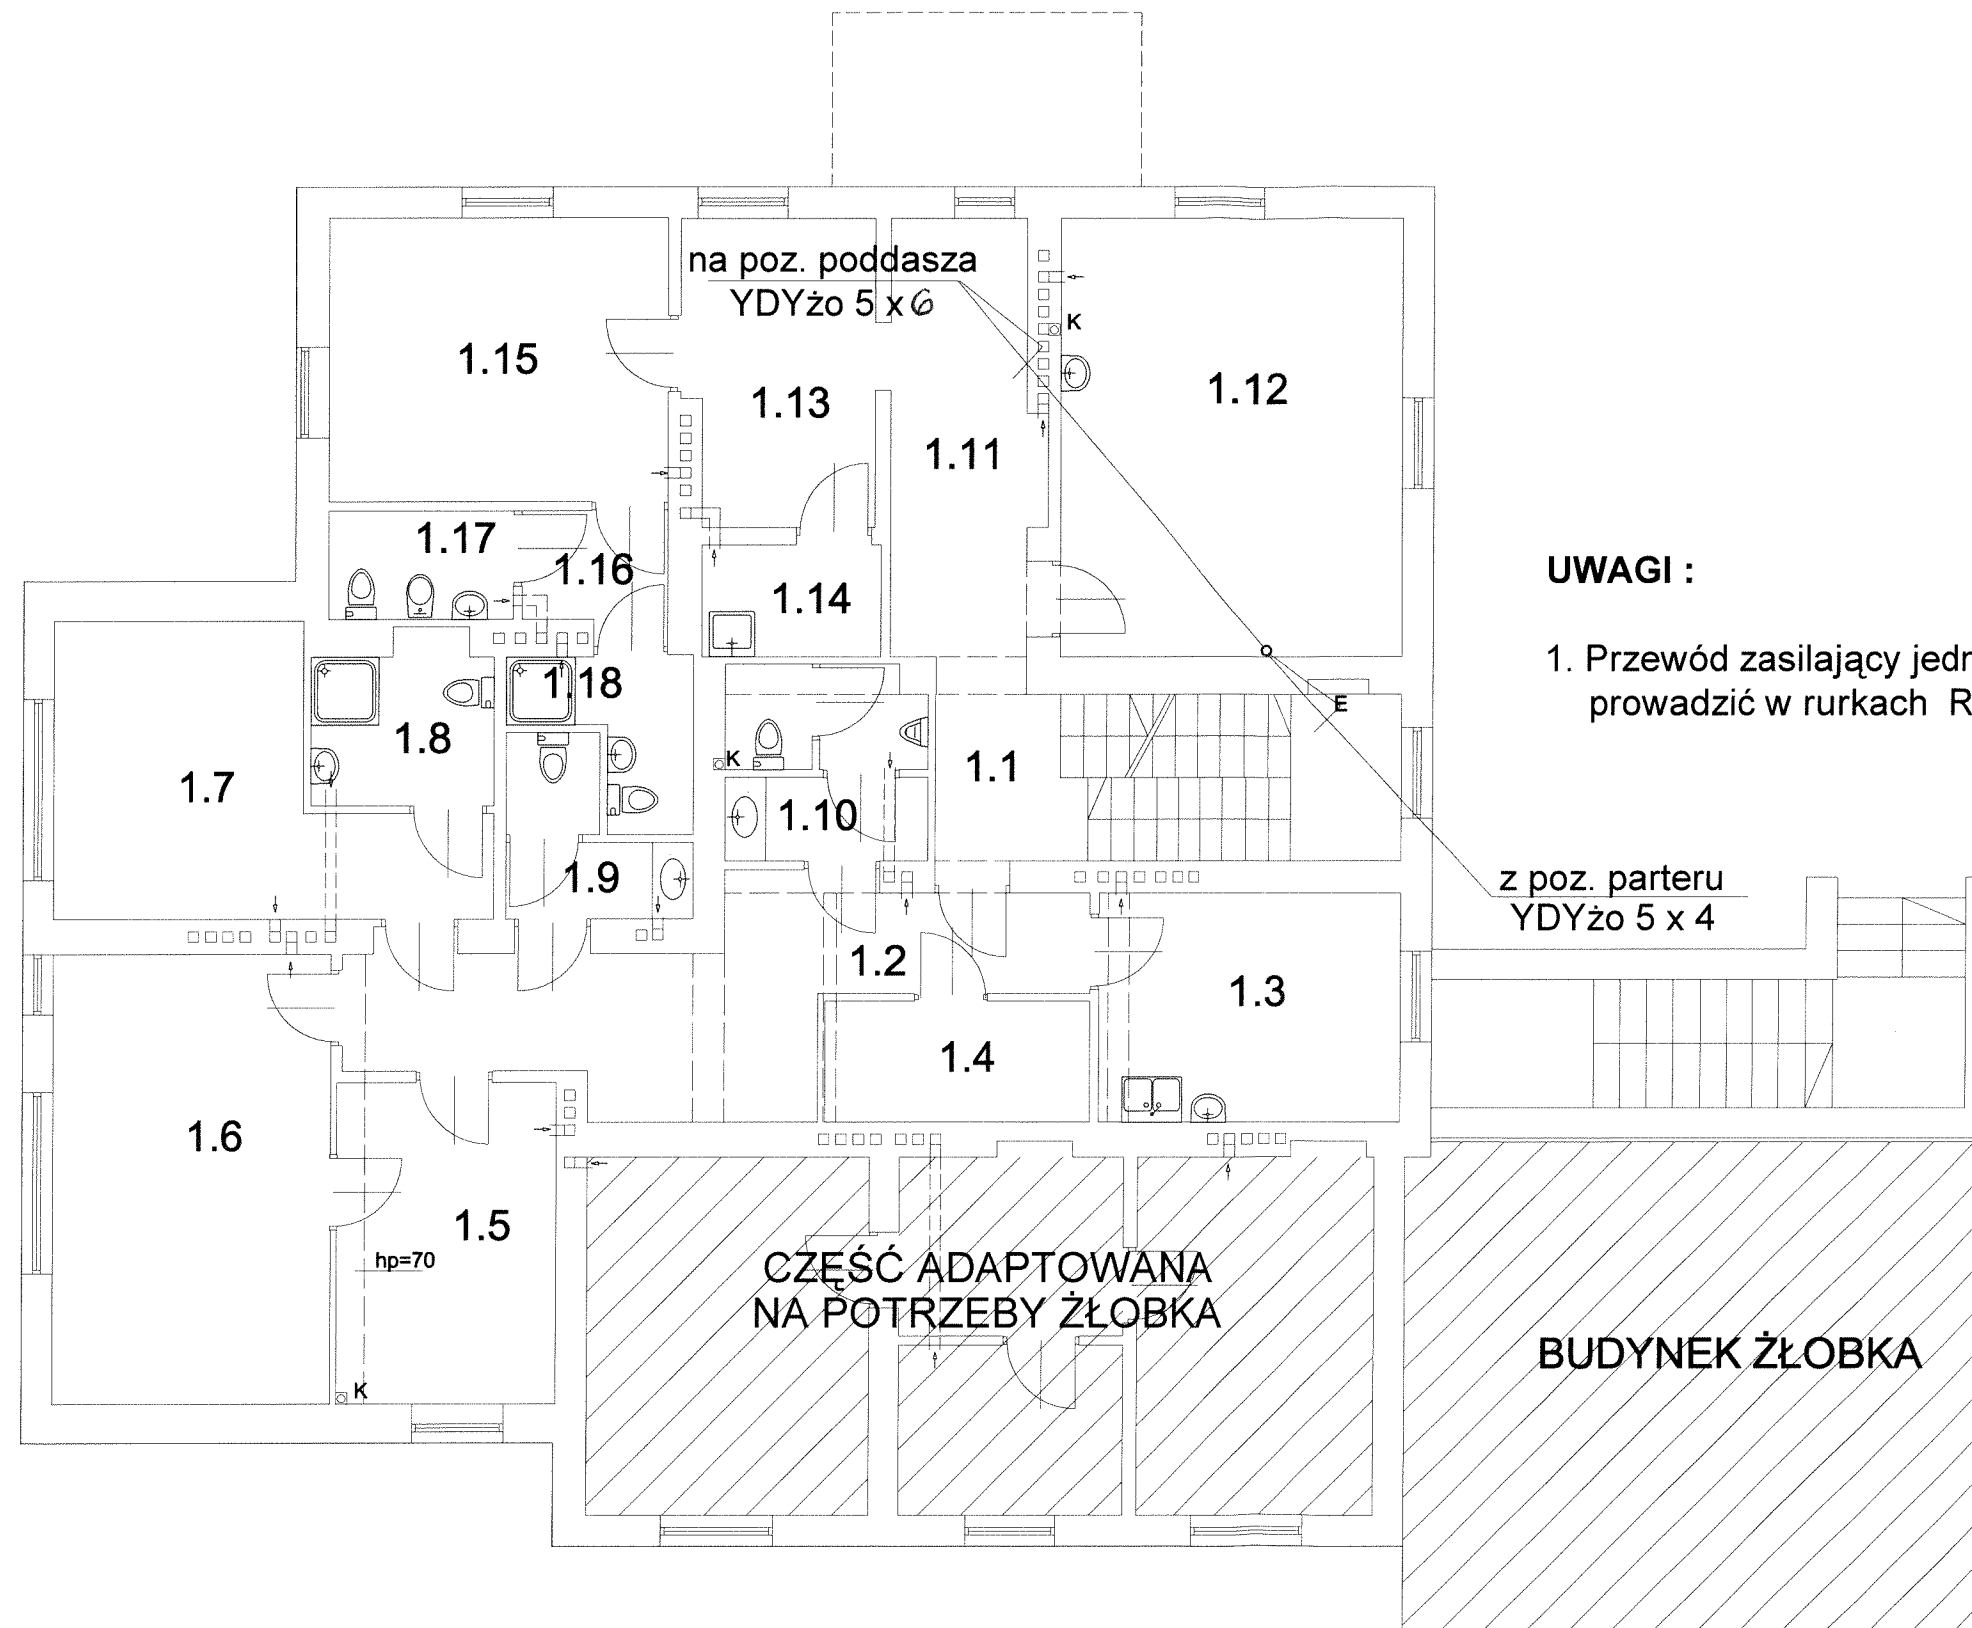 na poz. poddasza
YDYżo 5 x 6
K
1.15
1.12
1.13
1.11
1.17
1.16
1.14
UWAGI :
1. Przewód zasilający jedr
prowadzić w rurkach R
1.18
E
1.8
K
1.1
1.7
1.10
1.9
z poz. parteru
YDYżo 5 x 4
1.2
1.3
1.4
1.6
1.5
hp=70
CZĘŚĆ ADAPTOWANA
NA POTRZEBY ŻŁOBKA
BUDYNEK ŻŁOBKA
K